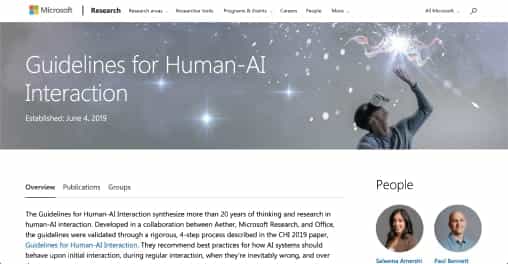 Microsoft Research Research areas Researcher tools Programs & Events Careers People More All Microsoft
Guidelines for Human-AI
Interaction
Established: June 4, 2019
Overview Publications Groups
People
The Guidelines for Human-AI Interaction synthesize more than 20 years of thinking and research in
human-AI interaction. Developed in a collaboration between Aether, Microsoft Research, and Office,
the guidelines were validated through a rigorous, 4-step process described in the CHI 2019 paper,
Guidelines for Human-AI Interaction. They recommend best practices for how AI systems should
behave upon initial interaction, during regular interaction, when they're inevitably wrong, and over
Saleema Amershi Paul Bennett